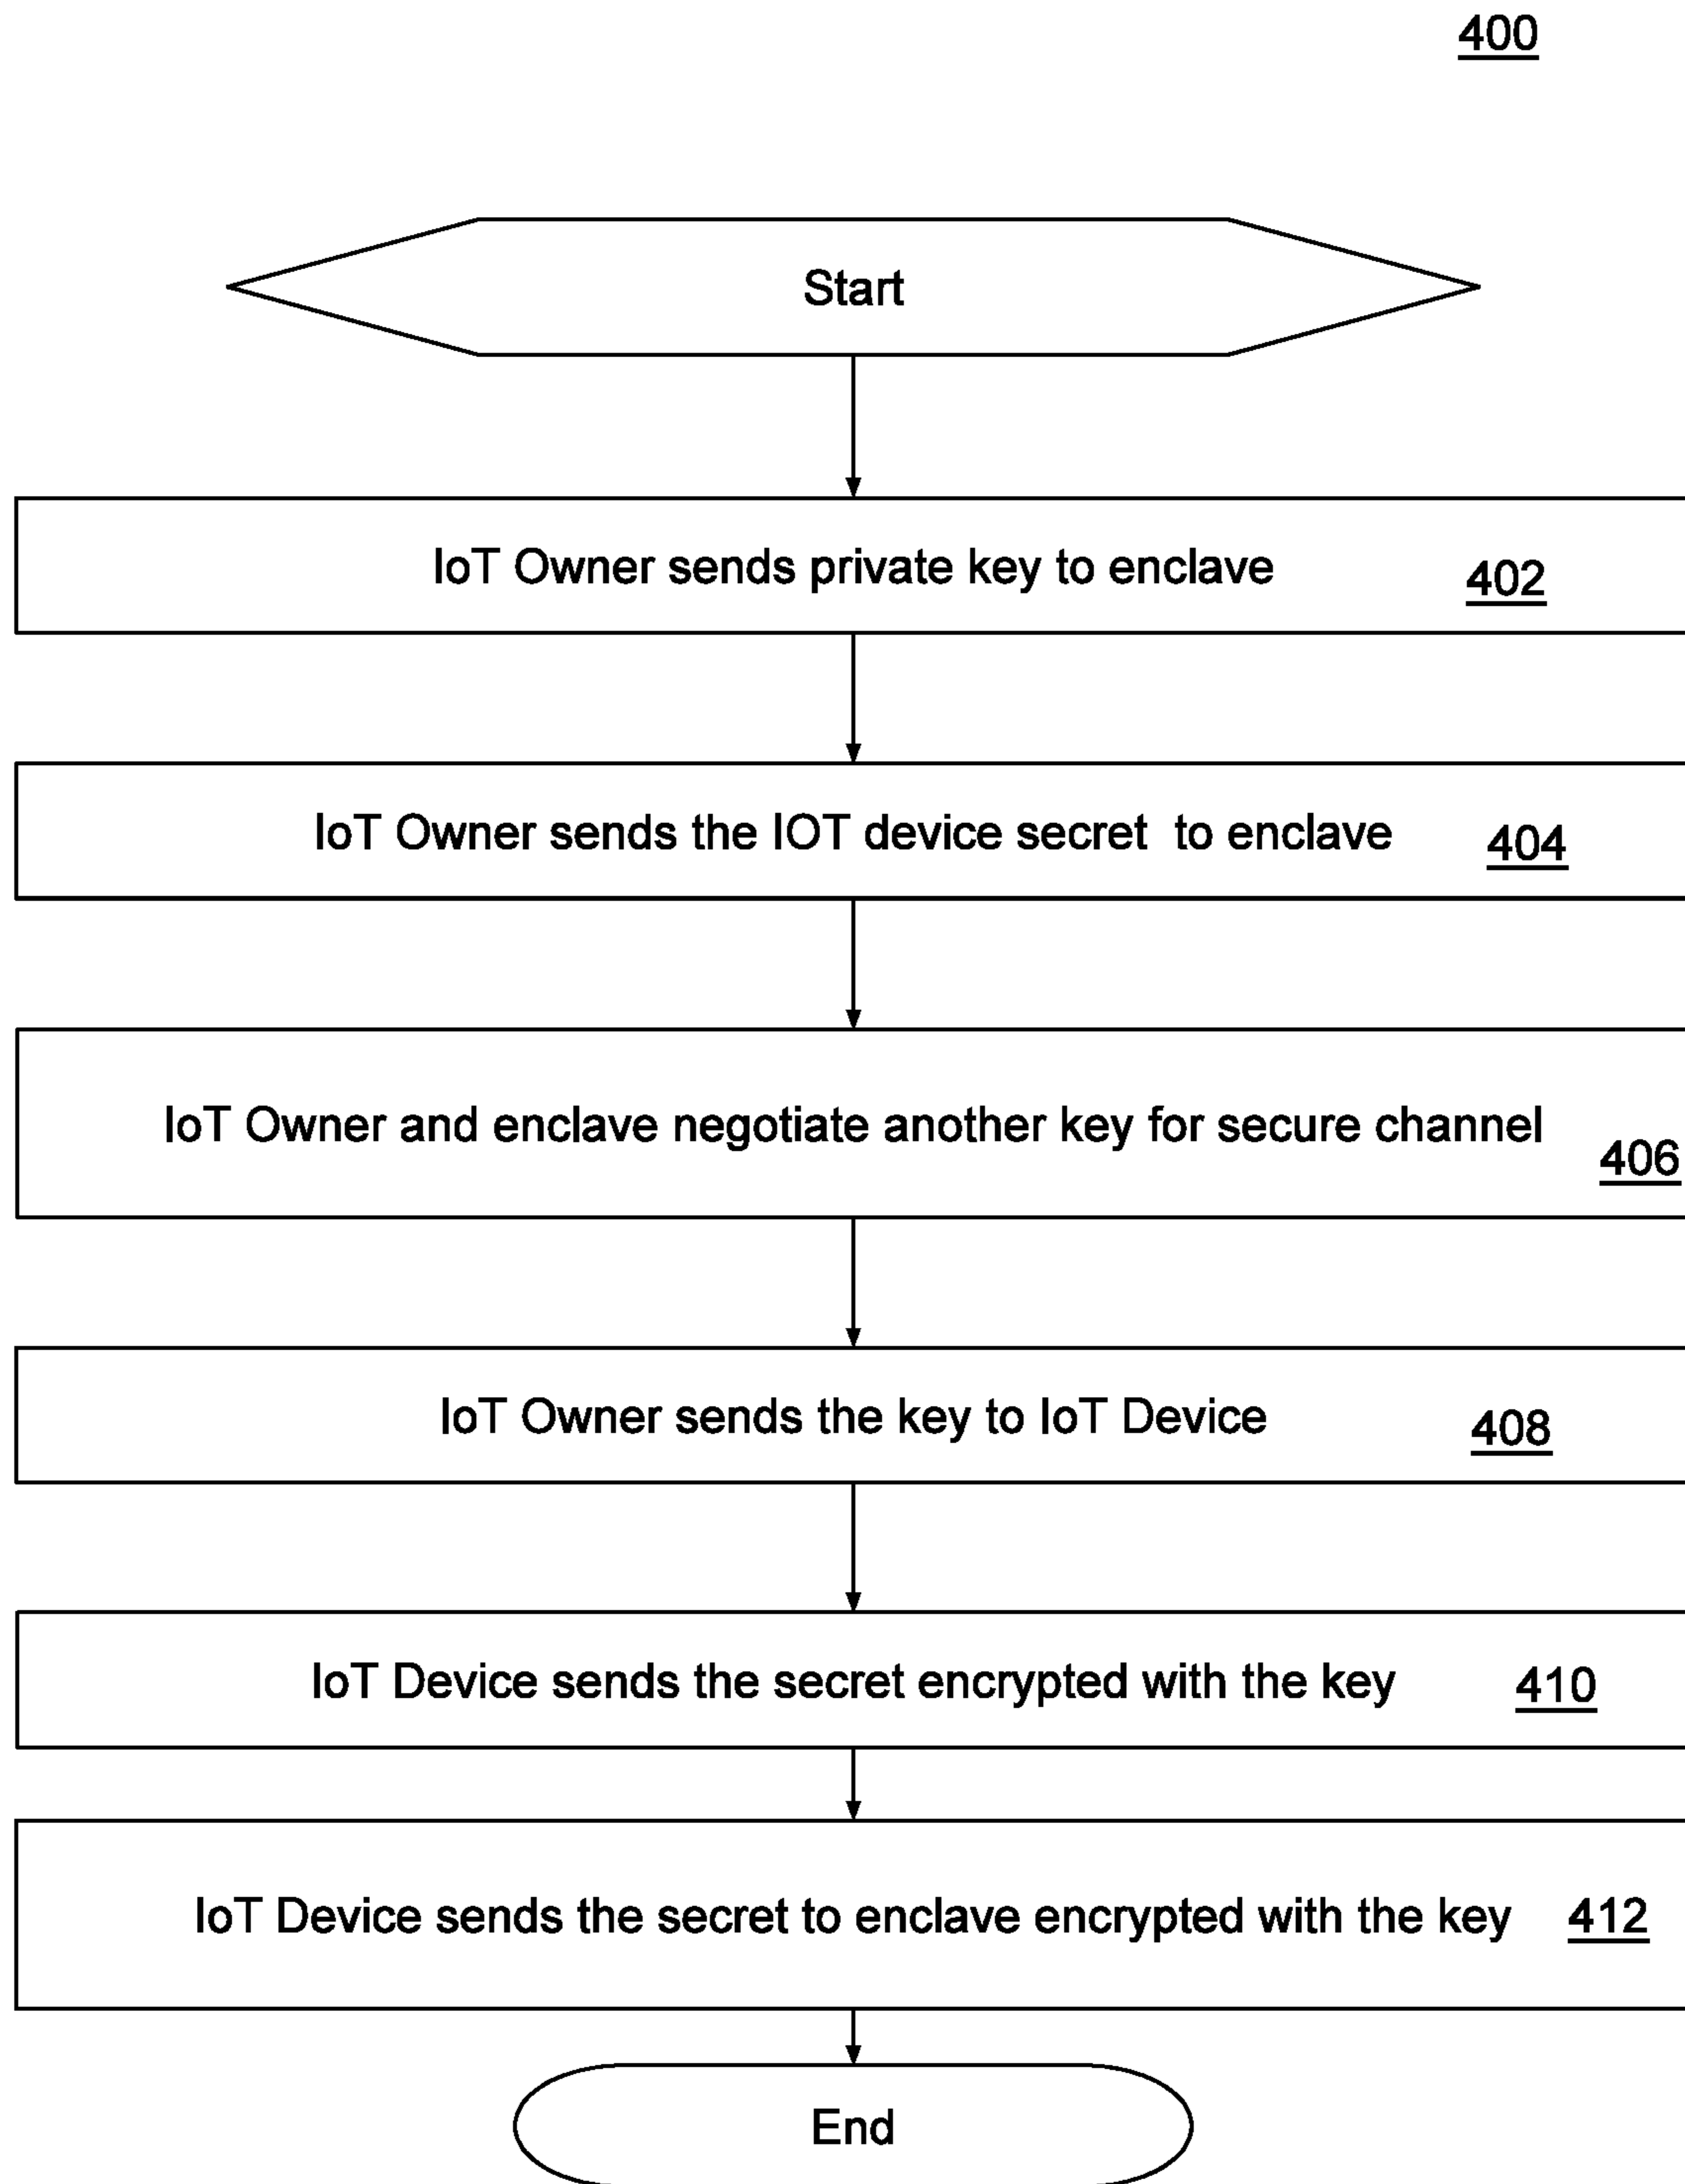 400
Start
IoT Owner sends private key to enclave
402
IoT Owner sends the IOT device secret to enclave
404
IoT Owner and enclave negotiate another key for secure channel
406
IoT Owner sends the key to IoT Device
408
IoT Device sends the secret encrypted with the key
410
IoT Device sends the secret to enclave encrypted with the key
412
End